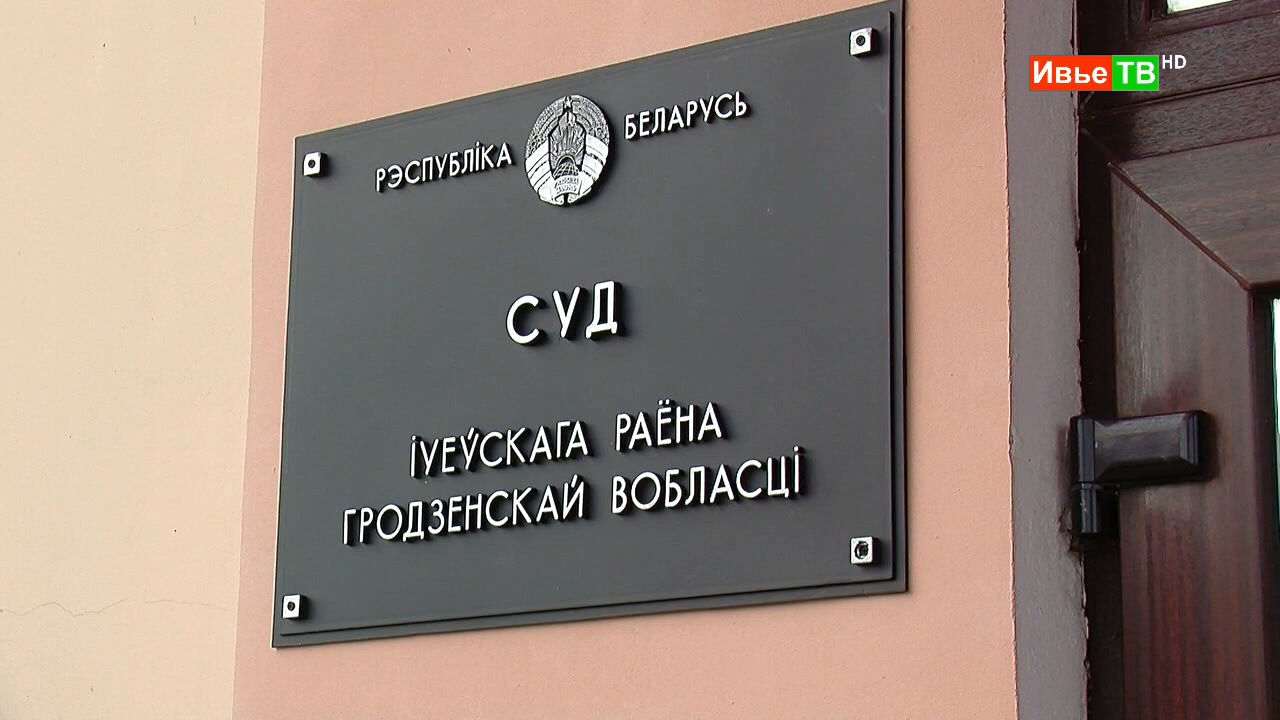 РЭСПУБЛІКА БЕЛАРУСЬ
СУД
ІУЕЎСКАГА РАЁНА
ГРОДЗЕНСКАЙ ВОБЛАСЦІ
Ивье ТВ HD